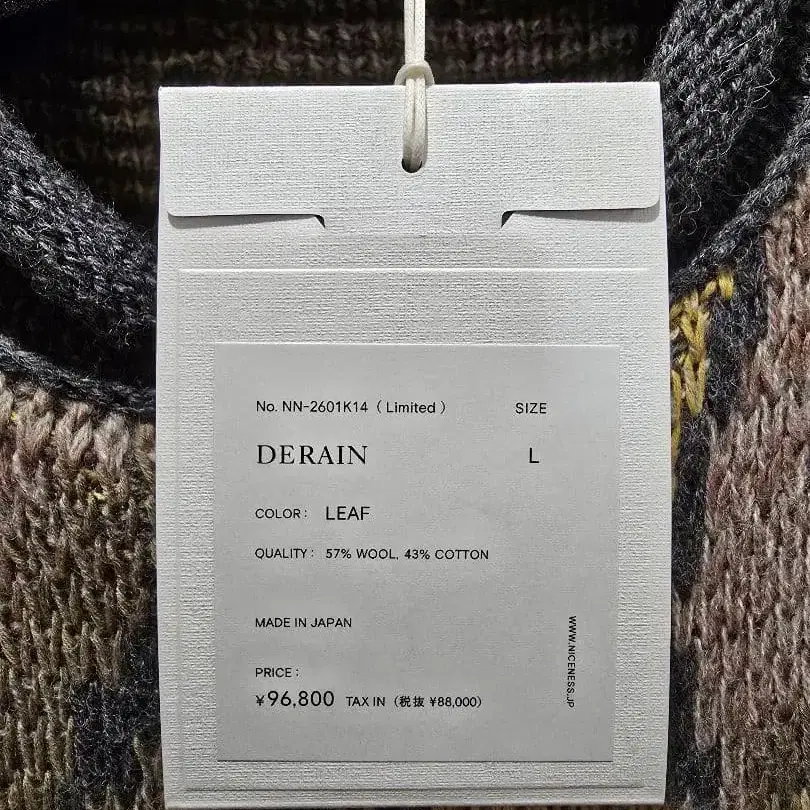 No. NN-2601K14 ( Limited ) SIZE
DERAIN L
COLOR : LEAF
QUALITY : 57% WOOL, 43% COTTON
MADE IN JAPAN
PRICE :
¥96,800 TAX IN (税抜 ¥88,000)
WWW.NICENESS.JP